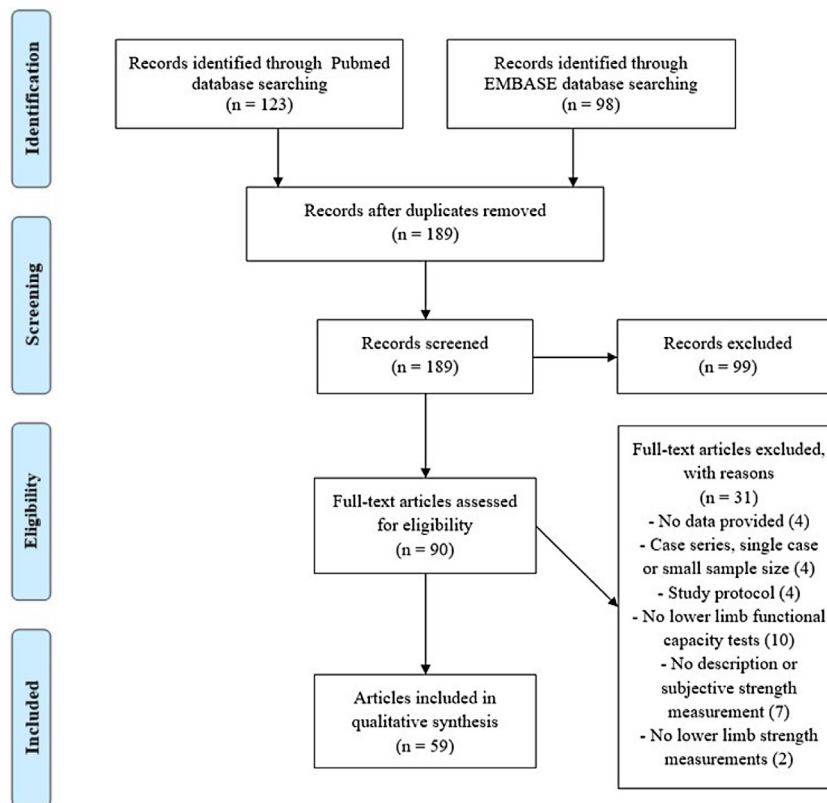 Identification
Records identified through Pubmed
database searching
(n = 123)
Records identified through
EMBASE database searching
(n = 98)
Records after duplicates removed
(n = 189)
Screening
Records screened
(n = 189)
Records excluded
(n = 99)
Eligibility
Full-text articles assessed
for eligibility
(n = 90)
Full-text articles excluded,
with reasons
(n = 31)
- No data provided (4)
- Case series, single case
or small sample size (4)
- Study protocol (4)
- No lower limb functional
capacity tests (10)
- No description or
subjective strength
measurement (7)
- No lower limb strength
measurements (2)
Included
Articles included in
qualitative synthesis
(n = 59)